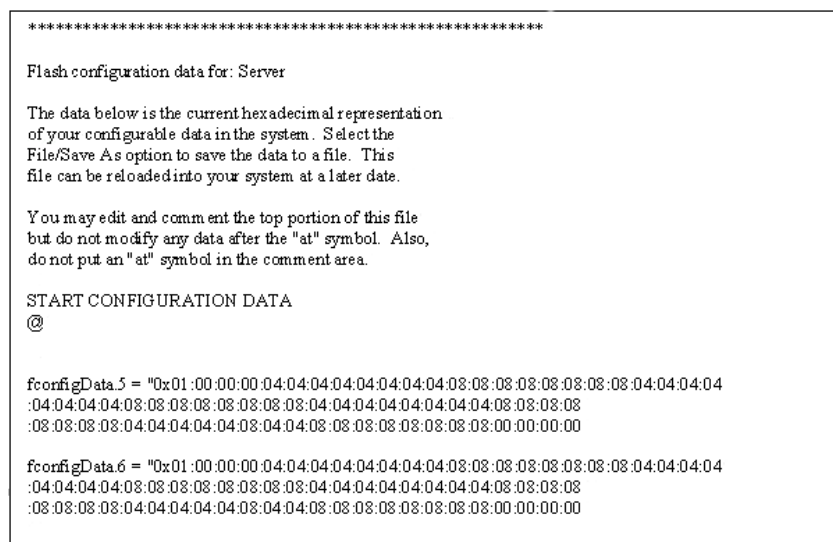 *********************************************************
Flash configuration data for: Server
The data below is the current hexadecimal representation
of your configurable data in the system. Select the
File/Save As option to save the data to a file. This
file can be reloaded into your system at a later date.
You may edit and comment the top portion of this file
but do not modify any data after the "at" symbol. Also,
do not put an "at" symbol in the comment area.
START CONFIGURATION DATA
@
fconfigData.5 = "0x01:00:00:00:04:04:04:04:04:04:04:04:08:08:08:08:08:08:08:08:04:04:04:04
:04:04:04:04:08:08:08:08:08:08:08:08:04:04:04:04:04:04:04:04:08:08:08:08
:08:08:08:08:04:04:04:04:04:08:04:04:08:08:08:08:08:08:08:08:00:00:00:00
fconfigData.6 = "0x01:00:00:00:04:04:04:04:04:04:04:04:08:08:08:08:08:08:08:08:04:04:04:04
:04:04:04:04:08:08:08:08:08:08:08:08:04:04:04:04:04:04:04:04:08:08:08:08
:08:08:08:08:04:04:04:04:04:08:04:04:08:08:08:08:08:08:08:08:00:00:00:00